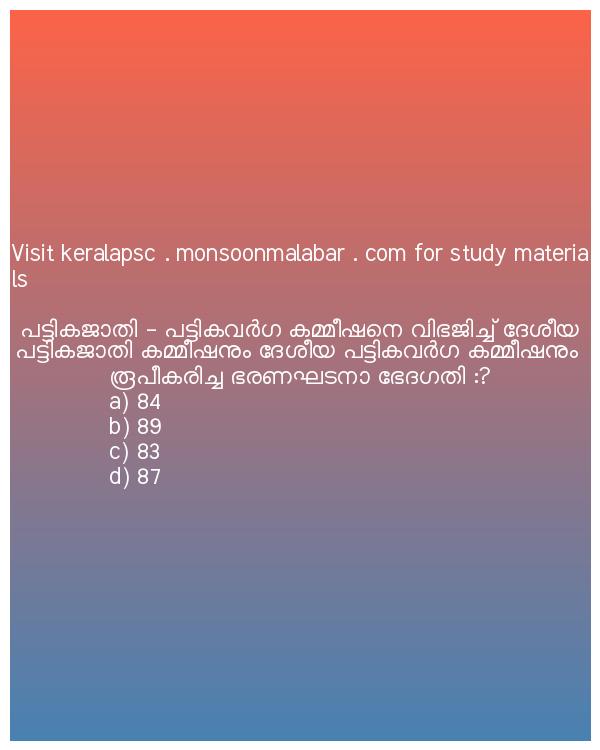 Visit keralapsc . monsoonmalabar . com for study materia
ls
പട്ടികജാതി – പട്ടികവർഗ കമ്മീഷനെ വിഭജിച്ച് ദേശീയ
പട്ടികജാതി കമ്മീഷനും ദേശീയ പട്ടികവർഗ കമ്മീഷനും
രൂപീകരിച്ച ഭരണഘടനാ ഭേദഗതി :?
a) 84
b) 89
c) 83
d) 87